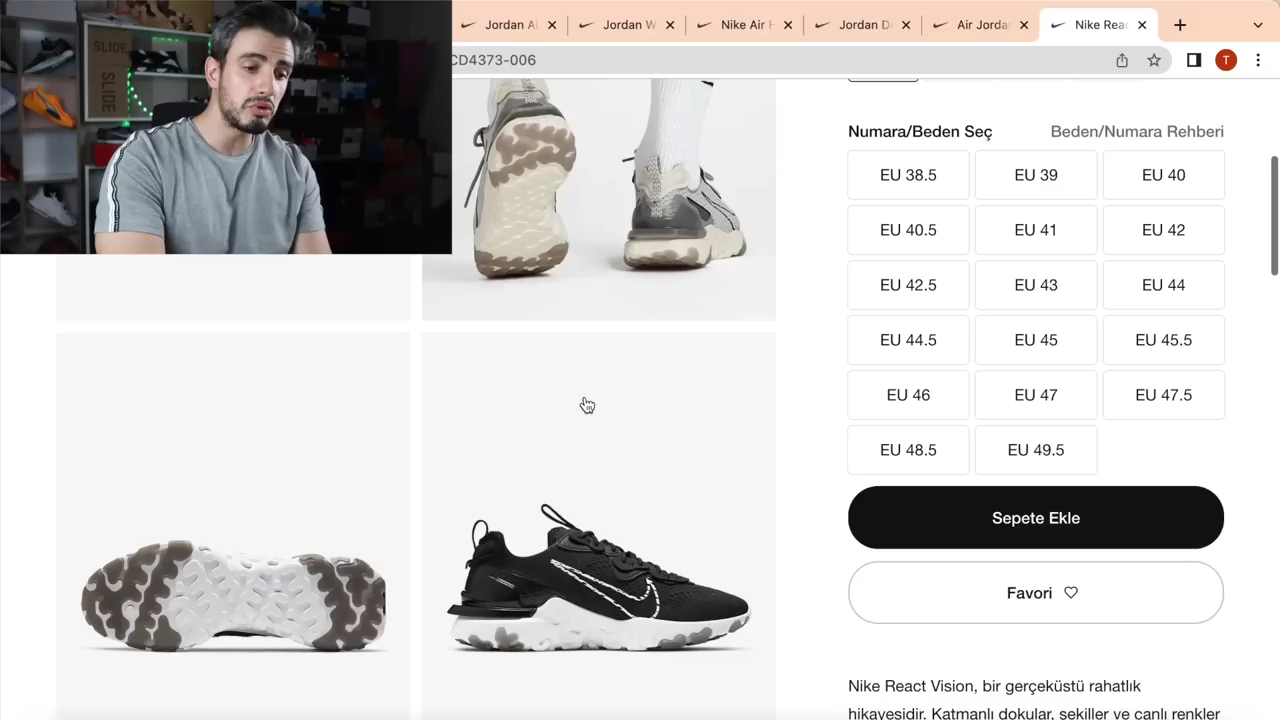 SLIDE
SLIDE
Jordan Ai
Jordan W
Nike Air H
Jordan D
Air Jorda
Nike Reac
CD4373-006
T
Numara/Beden Seç
Beden/Numara Rehberi
EU 38.5
EU 39
EU 40
EU 40.5
EU 41
EU 42
EU 42.5
EU 43
EU 44
EU 44.5
EU 45
EU 45.5
EU 46
EU 47
EU 47.5
EU 48.5
EU 49.5
Sepete Ekle
Favori
Nike React Vision, bir gerçeküstü rahatlık
hikayesidir. Katmanlı dokular, şekiller ve canlı renkler